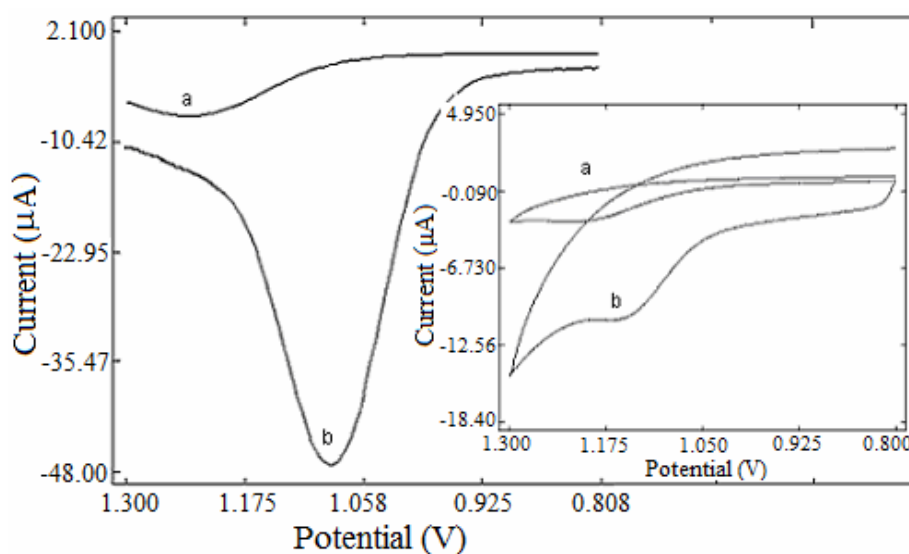 2.100
-10.42
-22.95
-35.47
-48.00
Current (µA)
1.300 1.175 1.058 0.925 0.808
Potential (V)
a
b
4.950
-0.090
-6.730
-12.56
-18.40
Current (µA)
1.300 1.175 1.050 0.925 0.800
Potential (V)
a
b